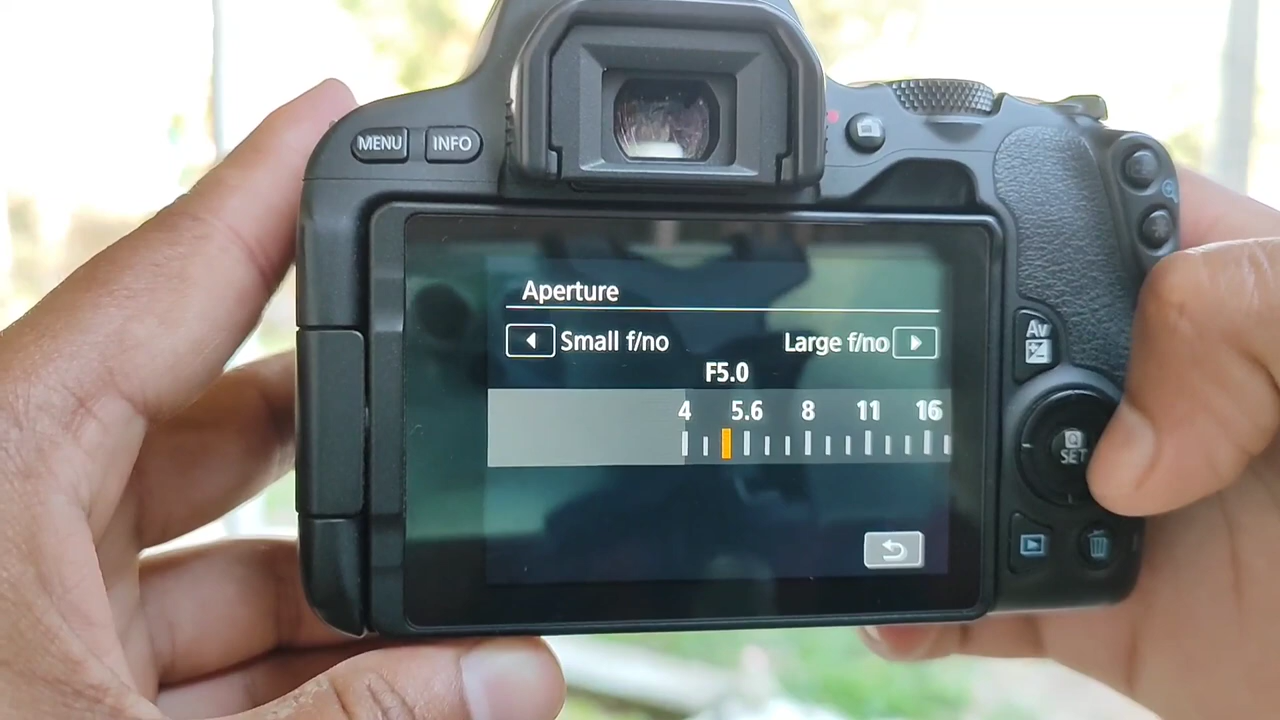 MENU INFO
Aperture
Small f/no Large f/no
F5.0
4 5.6 8 11 16
Av
Q
SET